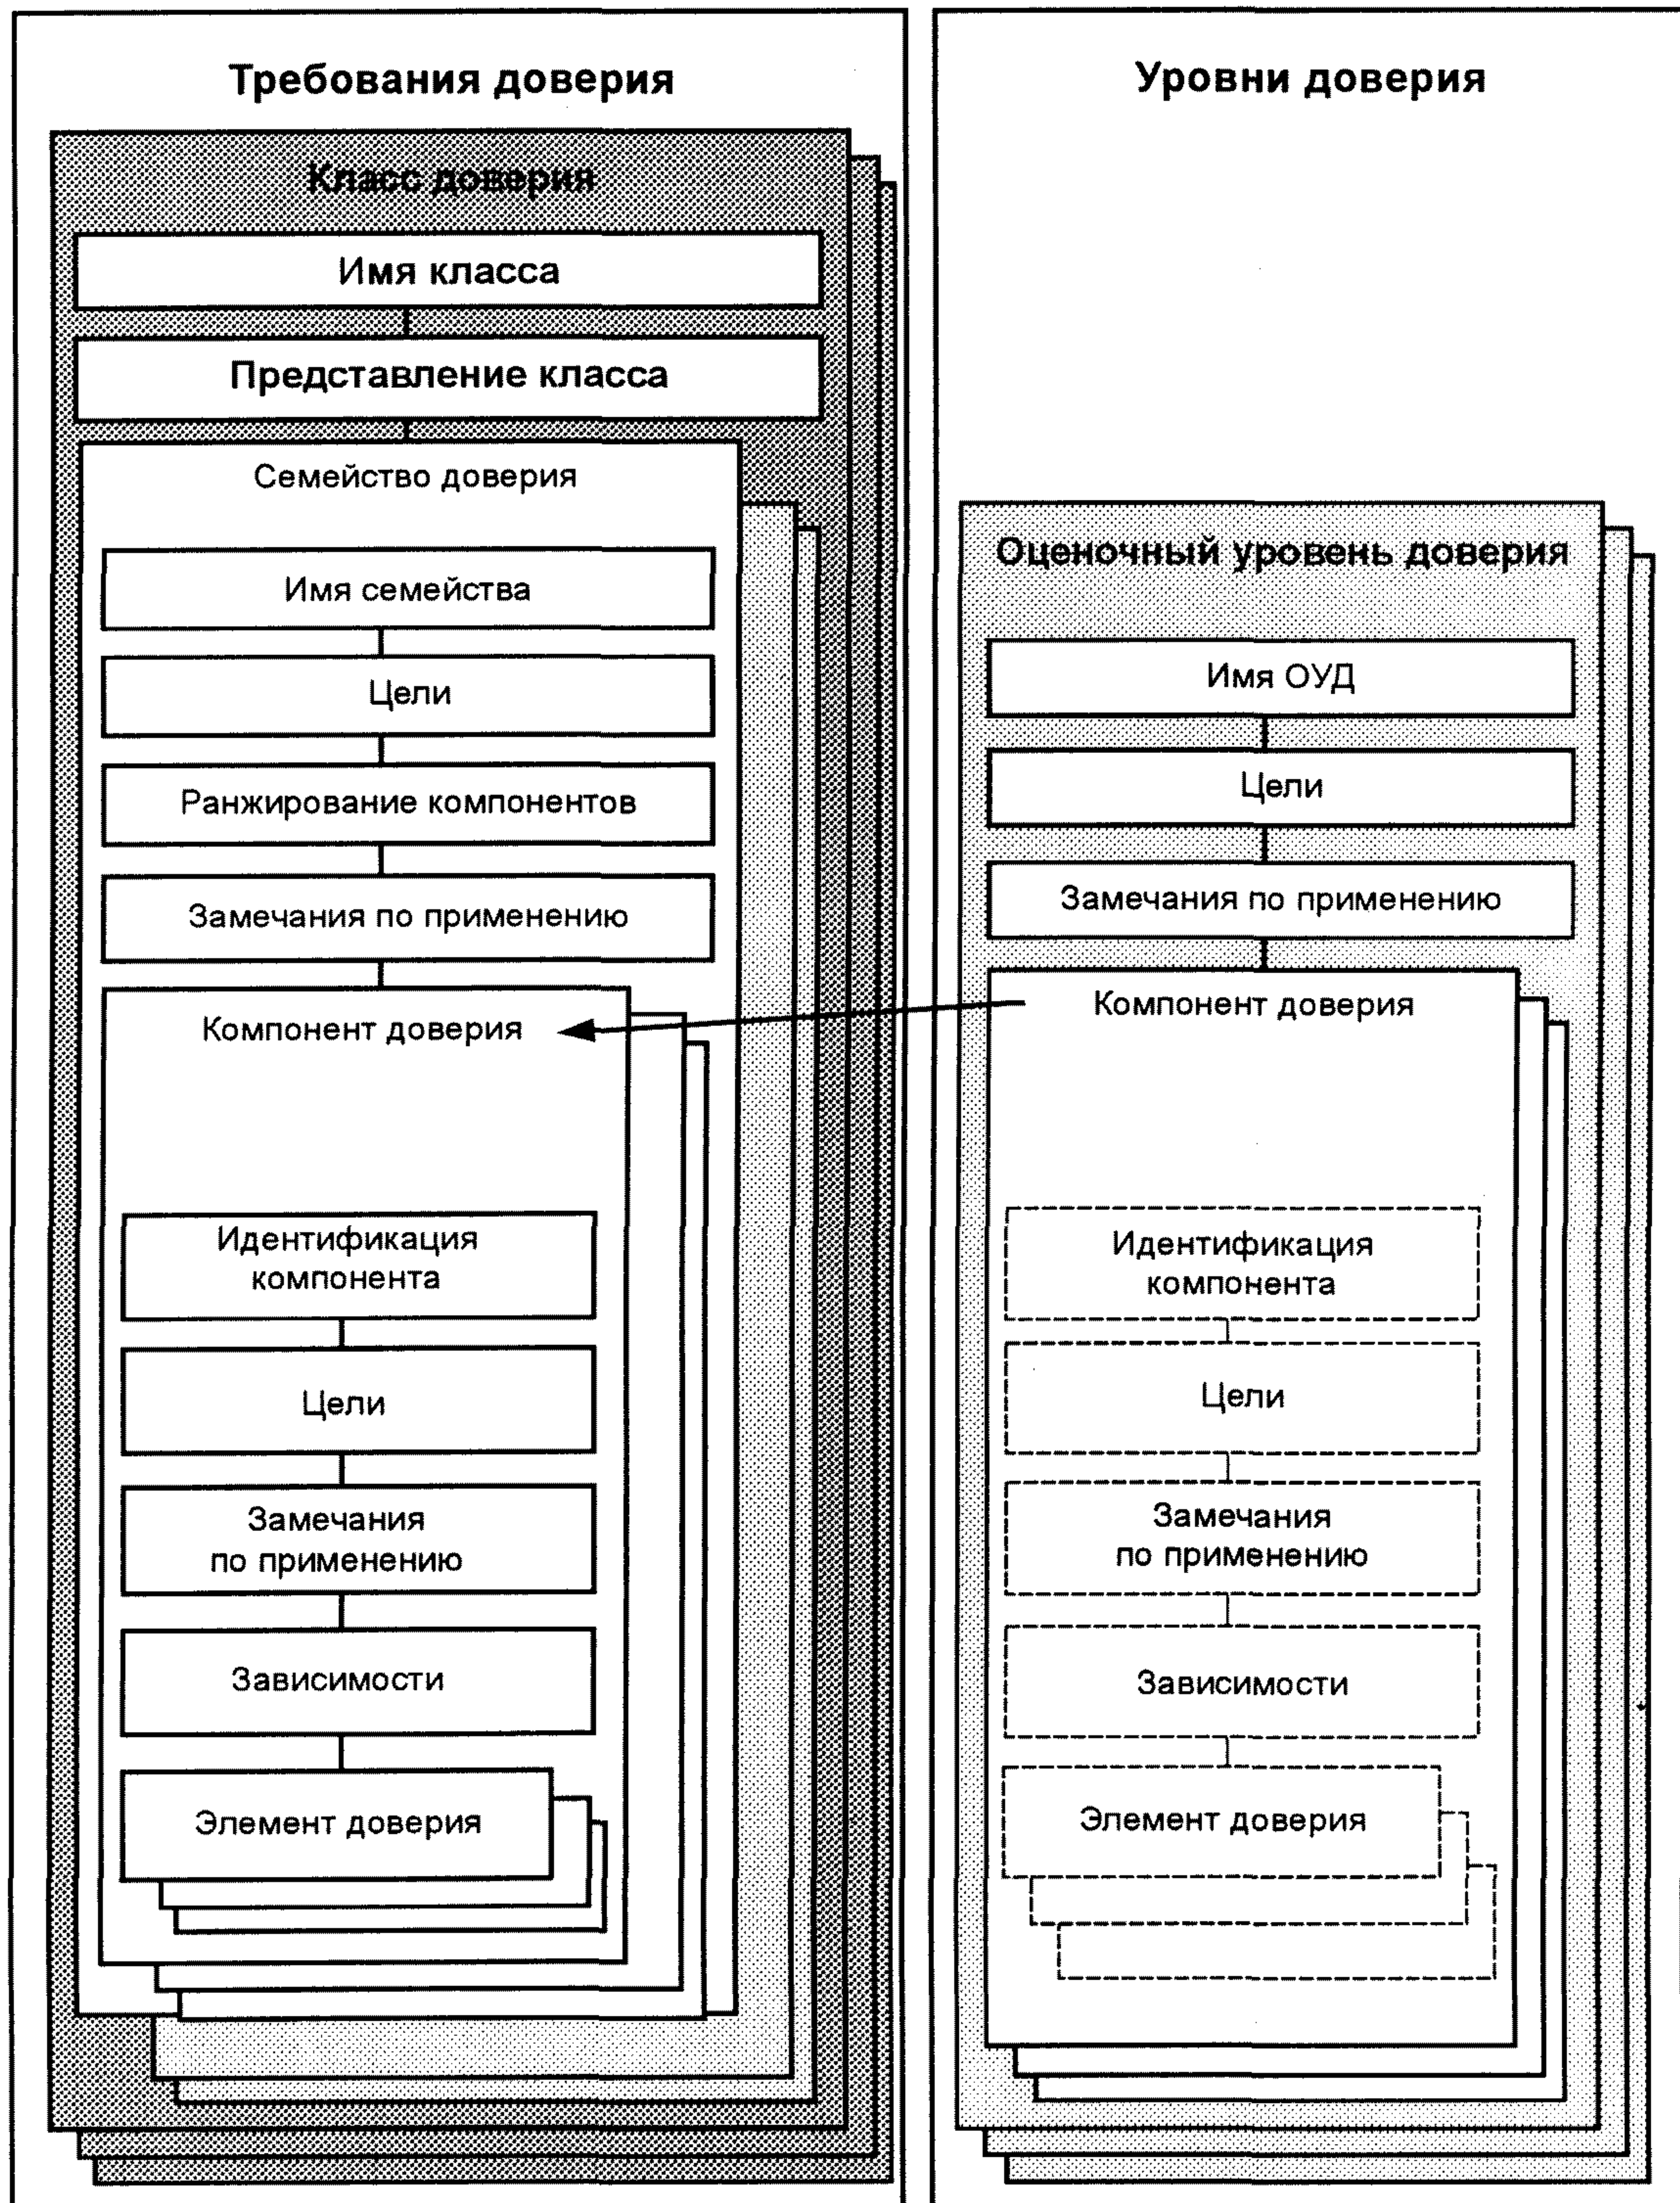 Требования доверия
Класс доверия
Имя класса
Представление класса
Семейство доверия
Имя семейства
Цели
Ранжирование компонентов
Замечания по применению
Компонент доверия
Идентификация
компонента
Цели
Замечания
по применению
Зависимости
Элемент доверия
Уровни доверия
Оценочный уровень доверия
Имя ОУД
Цели
Замечания по применению
Компонент доверия
Идентификация
компонента
Цели
Замечания
по применению
Зависимости
Элемент доверия